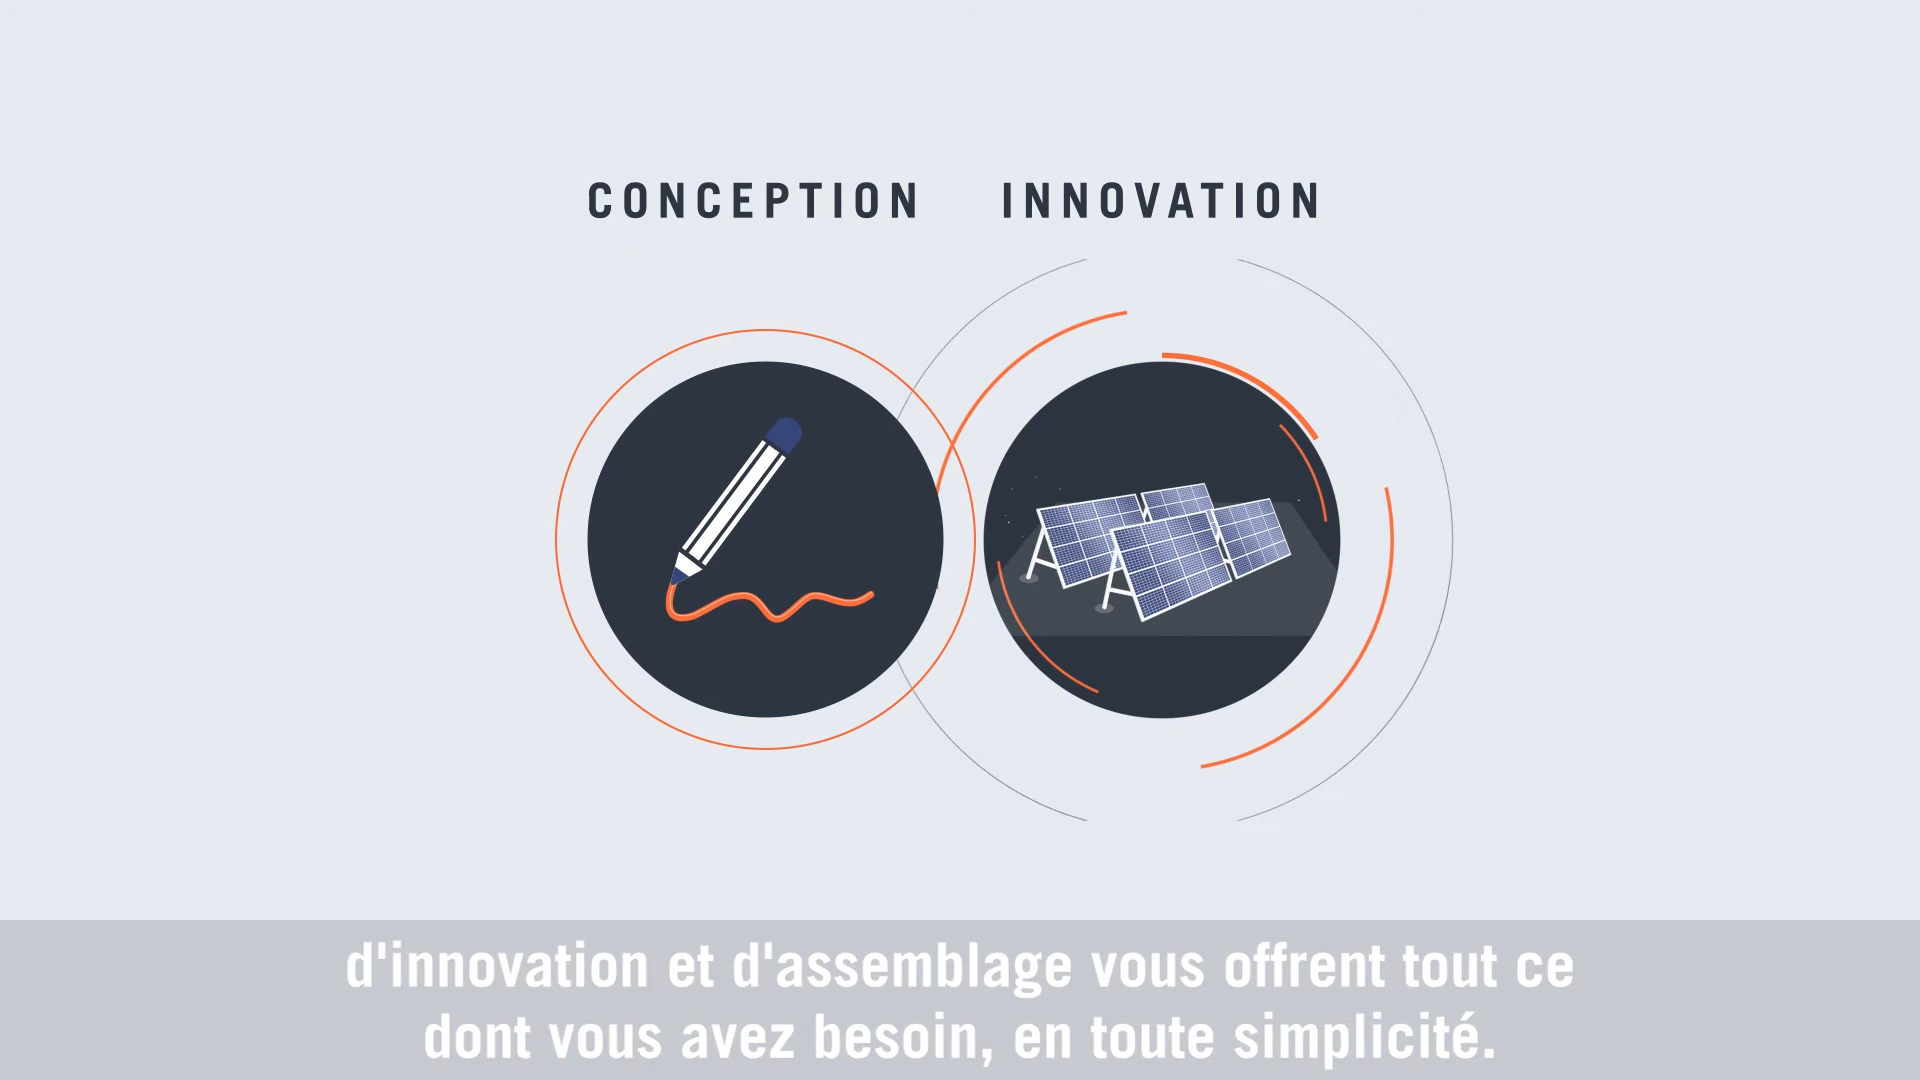 CONCEPTION INNOVATION
d'innovation et d'assemblage vous offrent tout ce
dont vous avez besoin, en toute simplicité.